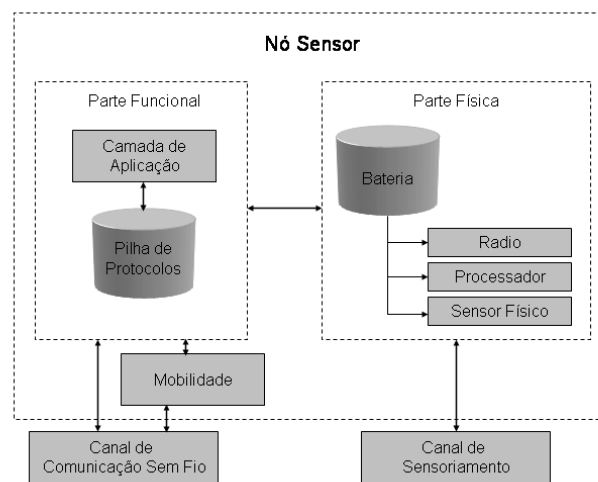 Nó Sensor
Parte Funcional
Parte Física
Camada de
Aplicação
Pilha de
Protocolos
Bateria
Radio
Processador
Sensor Físico
Mobilidade
Canal de
Comunicação Sem Fio
Canal de
Sensoriamento